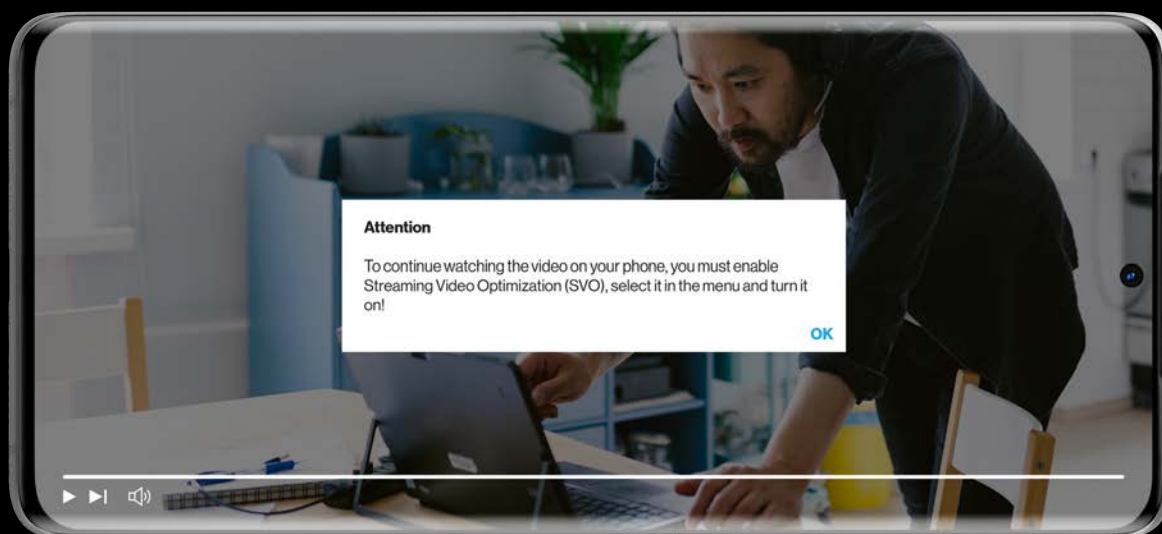 Attention
To continue watching the video on your phone, you must enable
Streaming Video Optimization (SVO), select it in the menu and turn it
on!
OK